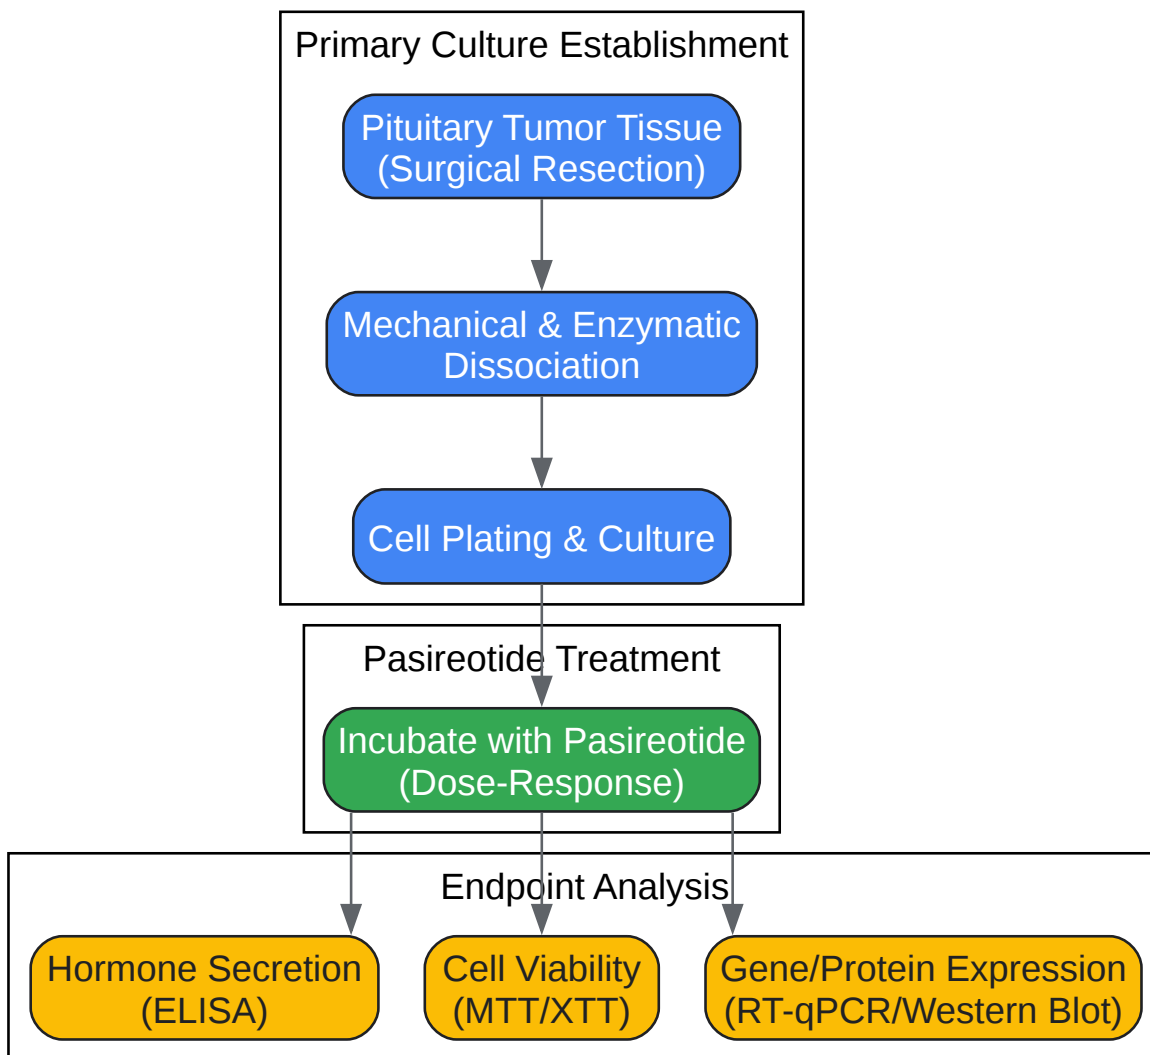 Primary Culture Establishment
Pituitary Tumor Tissue
(Surgical Resection)
Mechanical & Enzymatic
Dissociation
Cell Plating & Culture
Pasireotide Treatment
Incubate with Pasireotide
(Dose-Response)
Endpoint Analysis
Hormone Secretion
(ELISA)
Cell Viability
(MTT/XTT)
Gene/Protein Expression
(RT-qPCR/Western Blot)